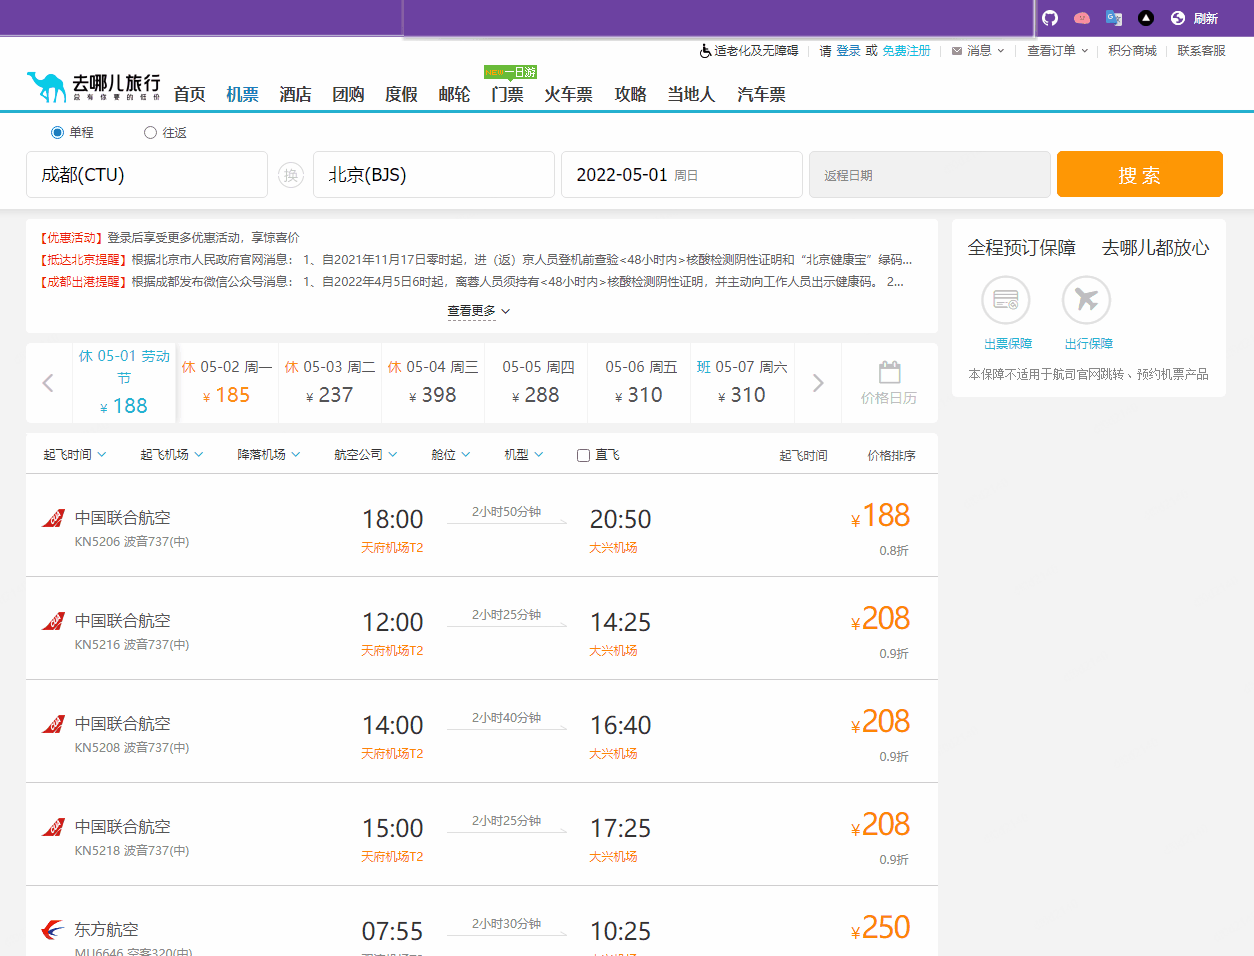 刷新
适老化及无障碍 请 登录 或 免费注册 消息 查看订单 积分商城 联系客服
去哪儿旅行
总有你要的低价
NEW一日游
首页 机票 酒店 团购 度假 邮轮 门票 火车票 攻略 当地人 汽车票
单程 往返
成都(CTU) 换 北京(BJS) 2022-05-01 周日 返程日期 搜 索
【优惠活动】登录后享受更多优惠活动，享惊喜价
【抵达北京提醒】根据北京市人民政府官网消息： 1、自2021年11月17日零时起，进（返）京人员登机前查验<48小时内>核酸检测阴性证明和“北京健康宝”绿码...
【成都出港提醒】根据成都发布微信公众号消息： 1、自2022年4月5日6时起，离蓉人员须持有<48小时内>核酸检测阴性证明，并主动向工作人员出示健康码。 2...
查看更多
全程预订保障 去哪儿都放心
出票保障 出行保障
本保障不适用于航司官网跳转、预约机票产品
休 05-01 劳动节
¥ 188
休 05-02 周一
¥ 185
休 05-03 周二
¥ 237
休 05-04 周三
¥ 398
05-05 周四
¥ 288
05-06 周五
¥ 310
班 05-07 周六
¥ 310
价格日历
起飞时间 起飞机场 降落机场 航空公司 舱位 机型 直飞 起飞时间 价格排序
中国联合航空 18:00 2小时50分钟 20:50 ¥188
KN5206 波音737(中) 天府机场T2 大兴机场 0.8折
中国联合航空 12:00 2小时25分钟 14:25 ¥208
KN5216 波音737(中) 天府机场T2 大兴机场 0.9折
中国联合航空 14:00 2小时40分钟 16:40 ¥208
KN5208 波音737(中) 天府机场T2 大兴机场 0.9折
中国联合航空 15:00 2小时25分钟 17:25 ¥208
KN5218 波音737(中) 天府机场T2 大兴机场 0.9折
东方航空 07:55 2小时30分钟 10:25 ¥250
MU6646 空客320(中)